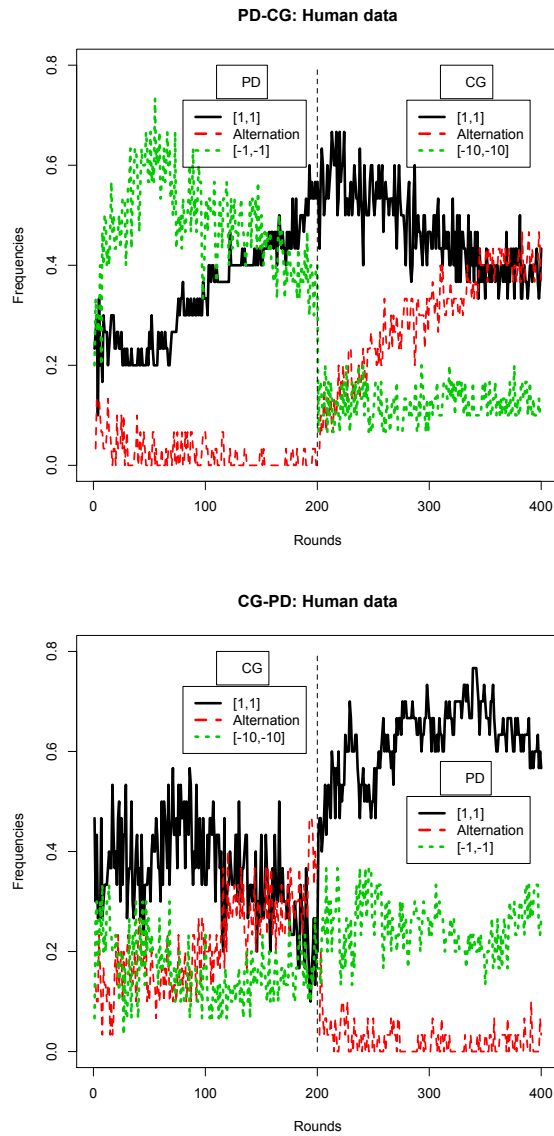 PD-CG: Human data
0.8
0.6
0.4
0.2
0.0
Frequencies
PD
[1,1]
Alternation
[-1,-1]
CG
[1,1]
Alternation
[-10,-10]
0 100 200 300 400
Rounds
CG-PD: Human data
0.8
0.6
0.4
0.2
0.0
Frequencies
CG
[1,1]
Alternation
[-10,-10]
PD
[1,1]
Alternation
[-1,-1]
0 100 200 300 400
Rounds